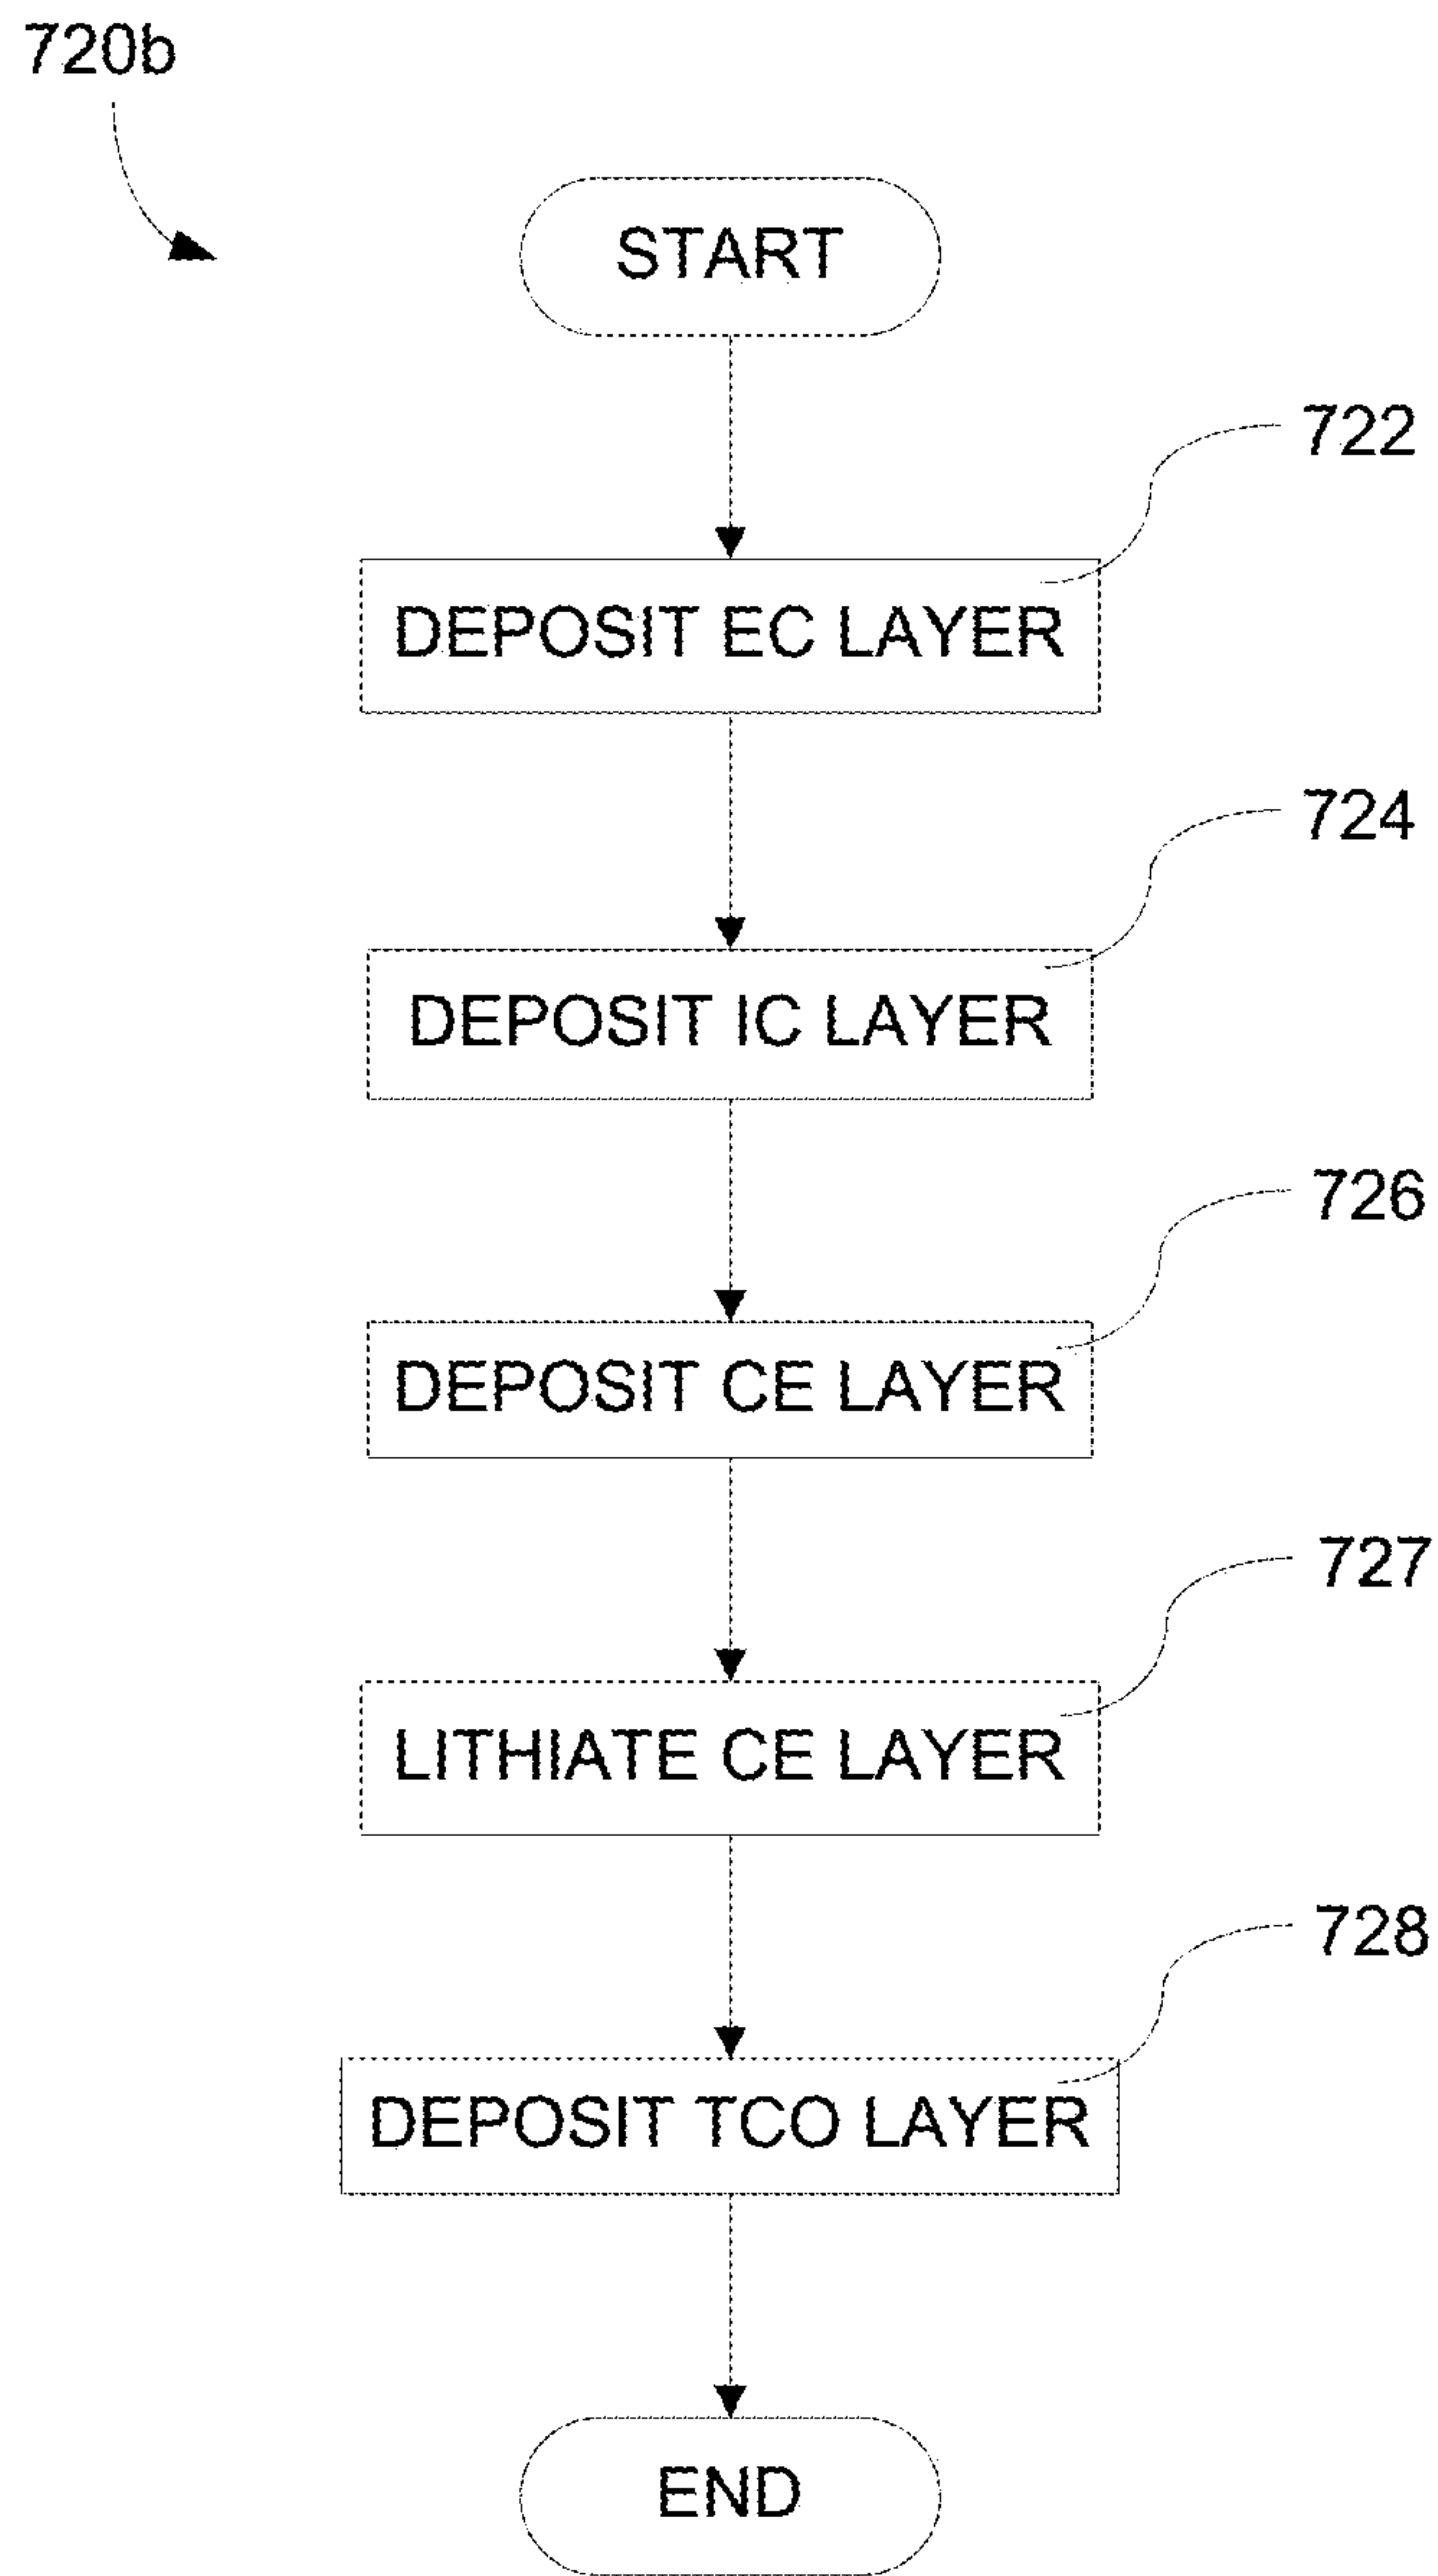 720b
START
722
DEPOSIT EC LAYER
724
DEPOSIT IC LAYER
726
DEPOSIT CE LAYER
727
LITHIATE CE LAYER
728
DEPOSIT TCO LAYER
END